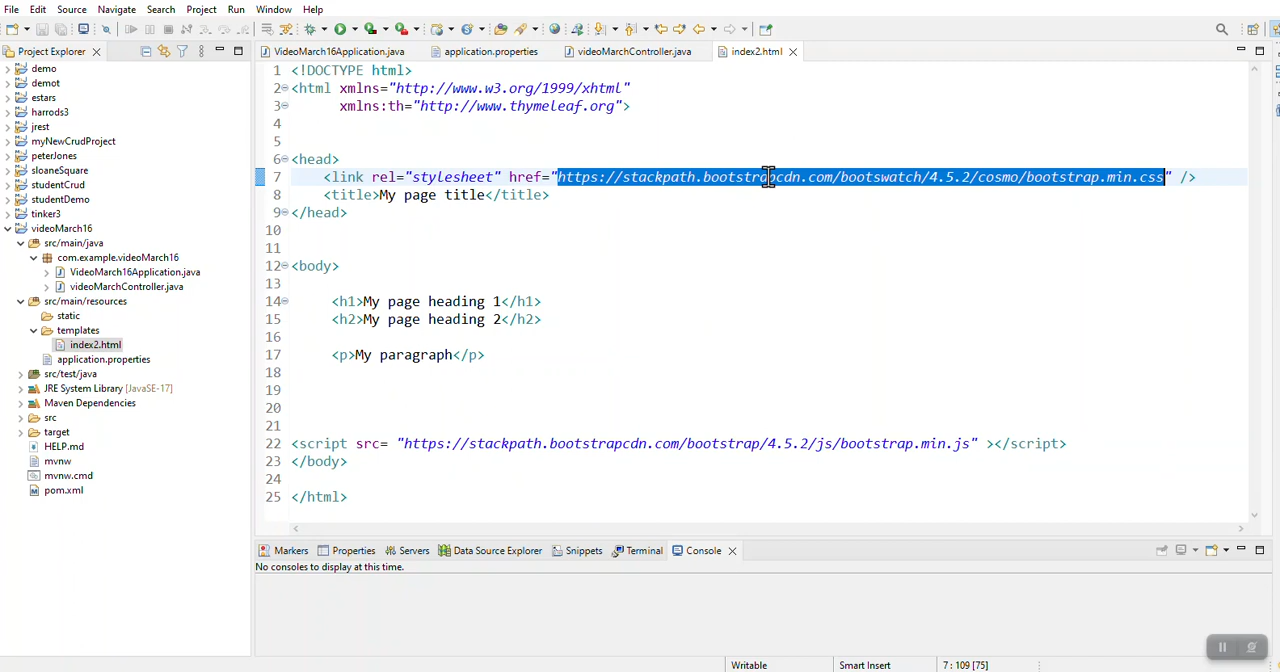 File Edit Source Navigate Search Project Run Window Help
Project Explorer
VideoMarch16Application.java application.properties videoMarchController.java index2.html
demo
demot
estars
harrods3
jrest
myNewCrudProject
peterJones
sloaneSquare
studentCrud
studentDemo
tinker3
videoMarch16
src/main/java
com.example.videoMarch16
VideoMarch16Application.java
videoMarchController.java
src/main/resources
static
templates
index2.html
application.properties
src/test/java
JRE System Library [JavaSE-17]
Maven Dependencies
src
target
HELP.md
mvnw
mvnw.cmd
pom.xml
1 <!DOCTYPE html>
2 <html xmlns="http://www.w3.org/1999/xhtml"
3 xmlns:th="http://www.thymeleaf.org">
4
5
6 <head>
7 <link rel="stylesheet" href="https://stackpath.bootstrapcdn.com/bootswatch/4.5.2/cosmo/bootstrap.min.css" />
8 <title>My page title</title>
9 </head>
10
11
12 <body>
13
14 <h1>My page heading 1</h1>
15 <h2>My page heading 2</h2>
16
17 <p>My paragraph</p>
18
19
20
21
22 <script src= "https://stackpath.bootstrapcdn.com/bootstrap/4.5.2/js/bootstrap.min.js" ></script>
23 </body>
24
25 </html>
Markers Properties Servers Data Source Explorer Snippets Terminal Console
No consoles to display at this time.
Writable Smart Insert 7 : 109 [75]